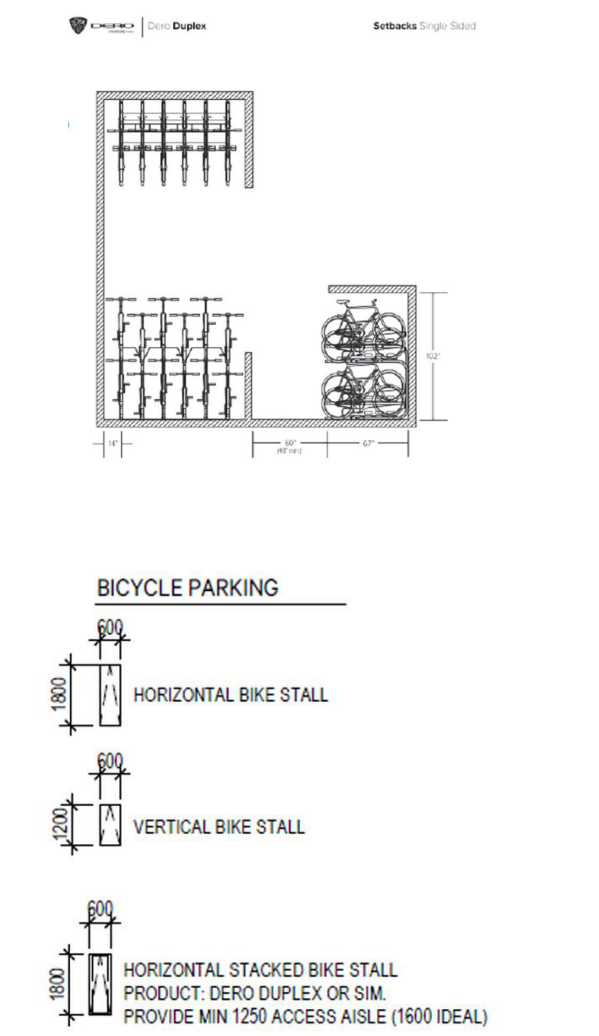 DERO Dero Duplex
Setbacks Single Sided
102"
14"
60"
67"
BICYCLE PARKING
600
1800
HORIZONTAL BIKE STALL
600
1200
VERTICAL BIKE STALL
600
1800
HORIZONTAL STACKED BIKE STALL
PRODUCT: DERO DUPLEX OR SIM.
PROVIDE MIN 1250 ACCESS AISLE (1600 IDEAL)